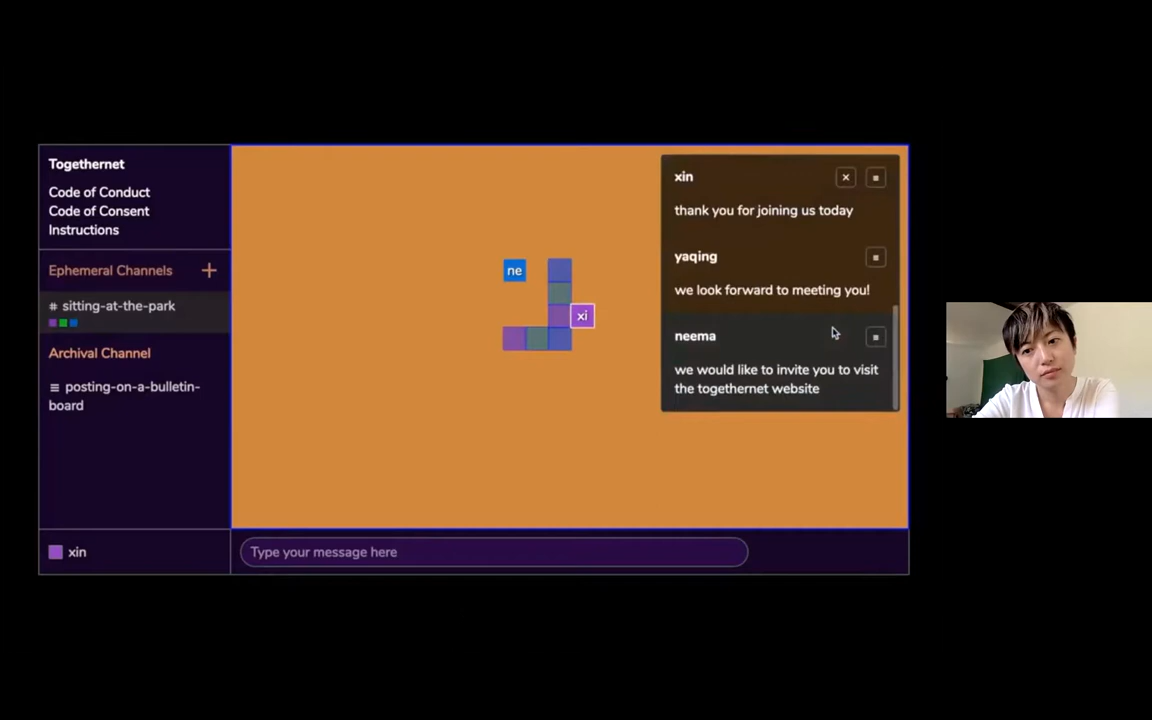 Togethernet
Code of Conduct
Code of Consent
Instructions
Ephemeral Channels +
# sitting-at-the-park
Archival Channel
posting-on-a-bulletin-
board
xin
ne
xi
xin
thank you for joining us today
yaqing
we look forward to meeting you!
neema
we would like to invite you to visit
the togethernet website
Type your message here